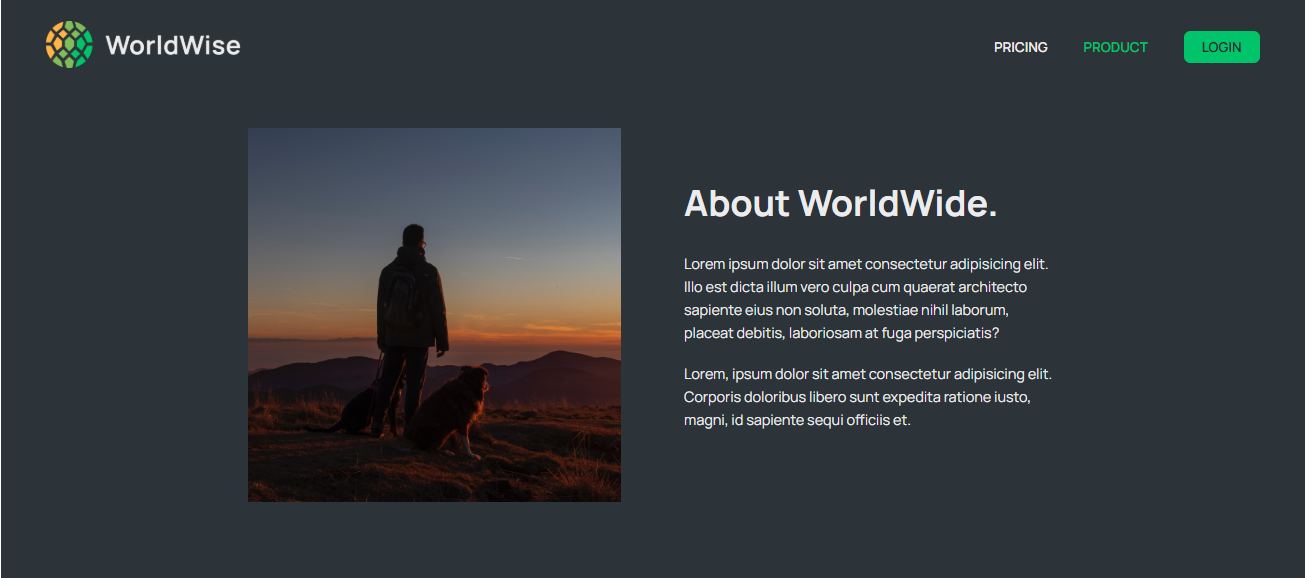 WorldWise
PRICING
PRODUCT
LOGIN
About WorldWide.
Lorem ipsum dolor sit amet consectetur adipisicing elit.
Illo est dicta illum vero culpa cum quaerat architecto
sapiente eius non soluta, molestiae nihil laborum,
placeat debitis, laboriosam at fuga perspiciatis?
Lorem, ipsum dolor sit amet consectetur adipisicing elit.
Corporis doloribus libero sunt expedita ratione iusto,
magni, id sapiente sequi officiis et.